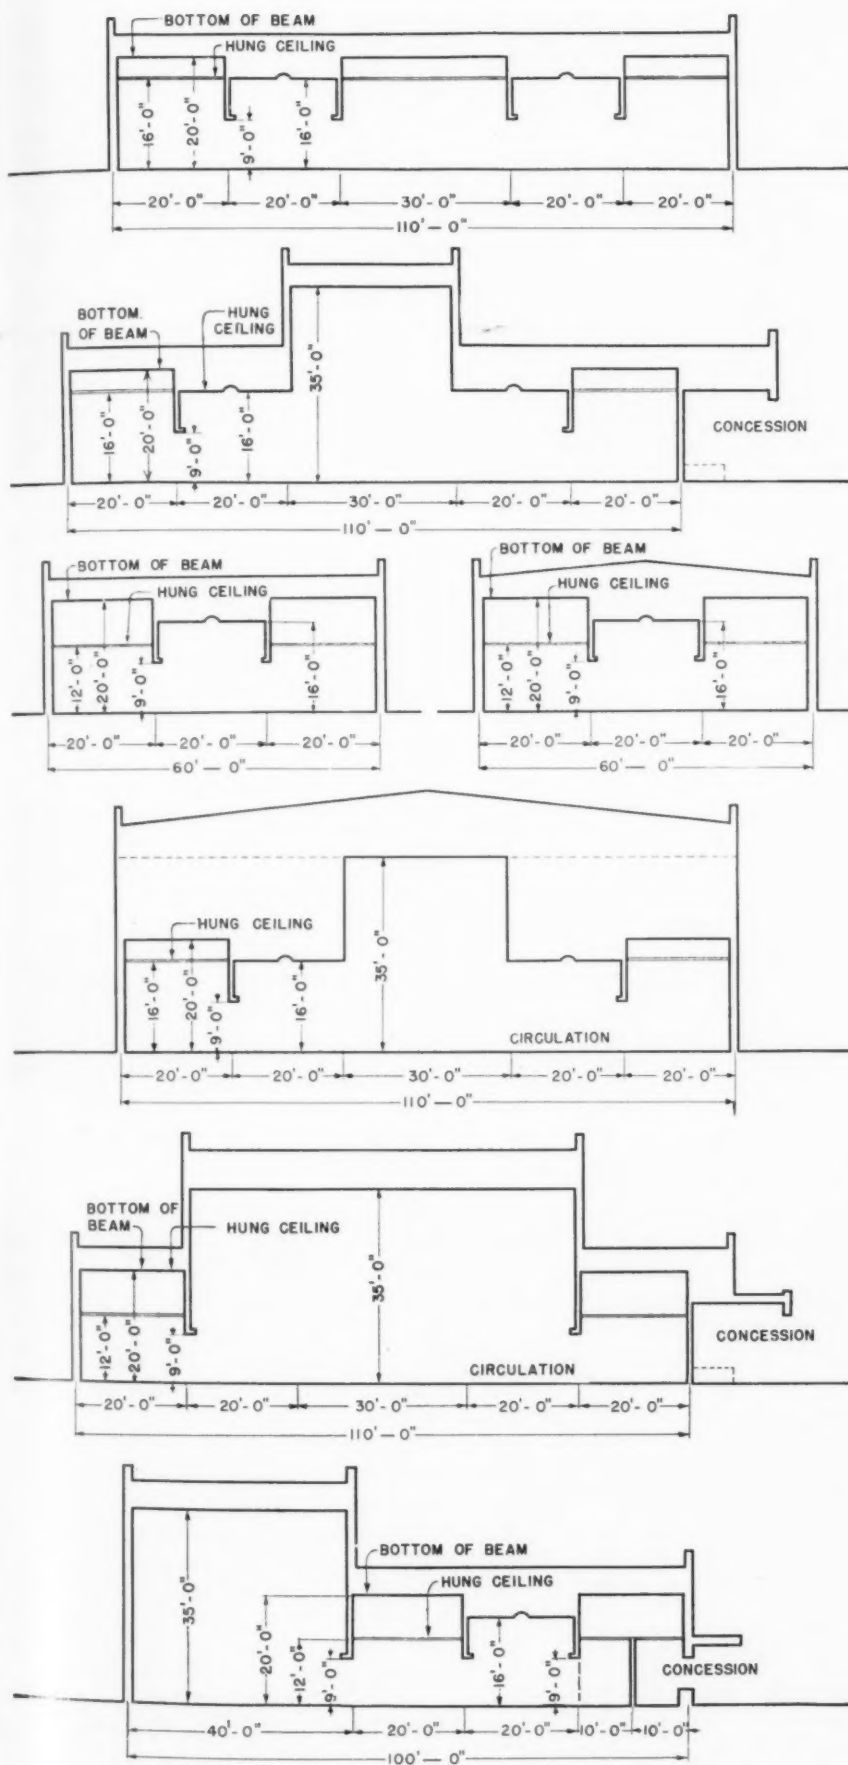 BOTTOM OF BEAM
HUNG CEILING
16'-0"
20'-0"
9'-0"
16'-0"
20'-0" 20'-0" 30'-0" 20'-0" 20'-0"
110'—0"
BOTTOM.
OF BEAM
HUNG
CEILING
35'-0"
16'-0"
20'-0"
9'-0"
16'-0"
CONCESSION
20'-0" 20'-0" 30'-0" 20'-0" 20'-0"
110'—0"
BOTTOM OF BEAM
HUNG CEILING
12'-0"
20'-0"
9'-0"
16'-0"
20'-0" 20'-0" 20'-0"
60'—0"
BOTTOM OF BEAM
HUNG CEILING
12'-0"
20'-0"
9'-0"
16'-0"
20'-0" 20'-0" 20'-0"
60'—0"
HUNG CEILING
35'-0"
16'-0"
20'-0"
9'-0"
16'-0"
CIRCULATION
20'-0" 20'-0" 30'-0" 20'-0" 20'-0"
110'—0"
BOTTOM OF
BEAM
HUNG CEILING
35'-0"
12'-0"
20'-0"
9'-0"
CONCESSION
CIRCULATION
20'-0" 20'-0" 30'-0" 20'-0" 20'-0"
110'—0"
BOTTOM OF BEAM
HUNG CEILING
35'-0"
20'-0"
12'-0"
9'-0"
16'-0"
9'-0"
CONCESSION
40'-0" 20'-0" 20'-0" 10'-0" 10'-0"
100'—0"